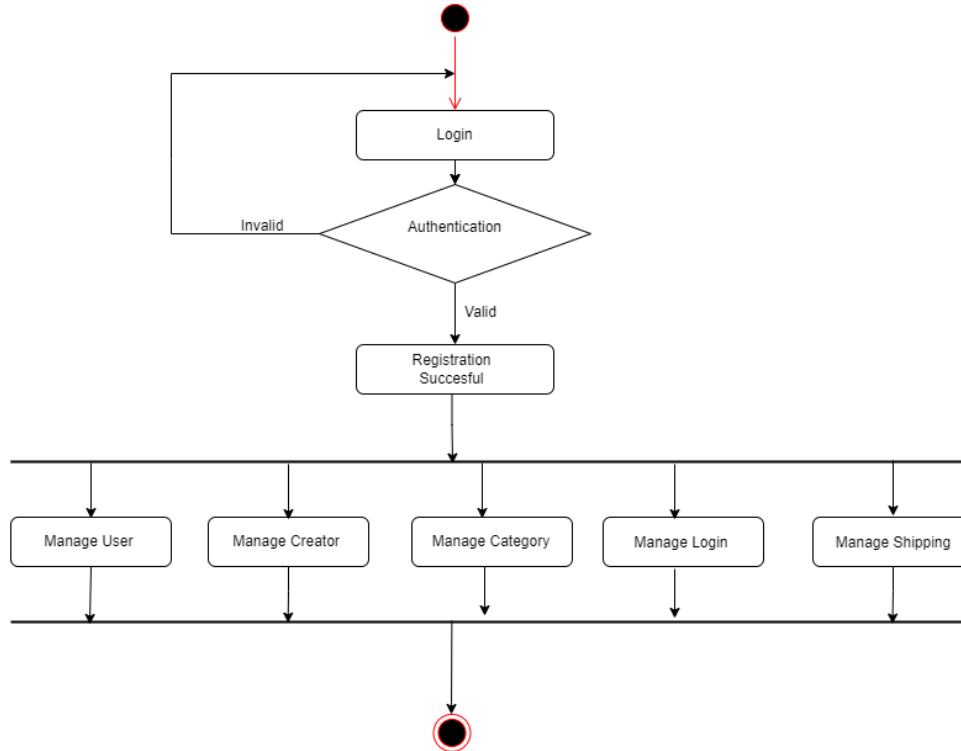 Login
Authentication
Invalid
Valid
Registration
Succesful
Manage User
Manage Creator
Manage Category
Manage Login
Manage Shipping